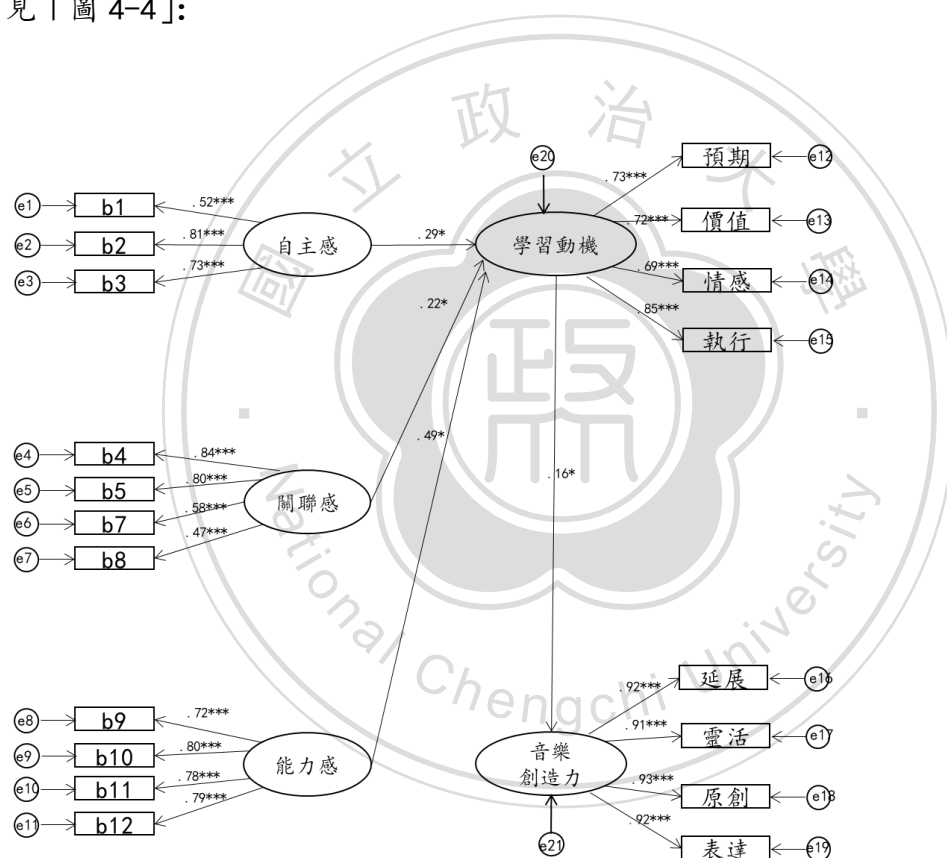 見「圖 4-4」:
國立政治大學
National Chengchi University
政
e20
預期
e12
.73***
e1
b1
.52***
.72***
價值
e13
e2
b2
.81***
自主感
.29*
學習動機
e3
b3
.73***
.69***
情感
e14
.22*
.85***
執行
e15
e4
b4
.84***
.49*
e5
b5
.80***
.16*
關聯感
e6
b7
.58***
e7
b8
.47***
.92***
延展
e16
e8
b9
.72***
.91***
靈活
e17
e9
b10
.80***
能力感
音樂
創造力
e10
b11
.78***
.93***
原創
e18
e11
b12
.79***
.92***
表達
e19
e21